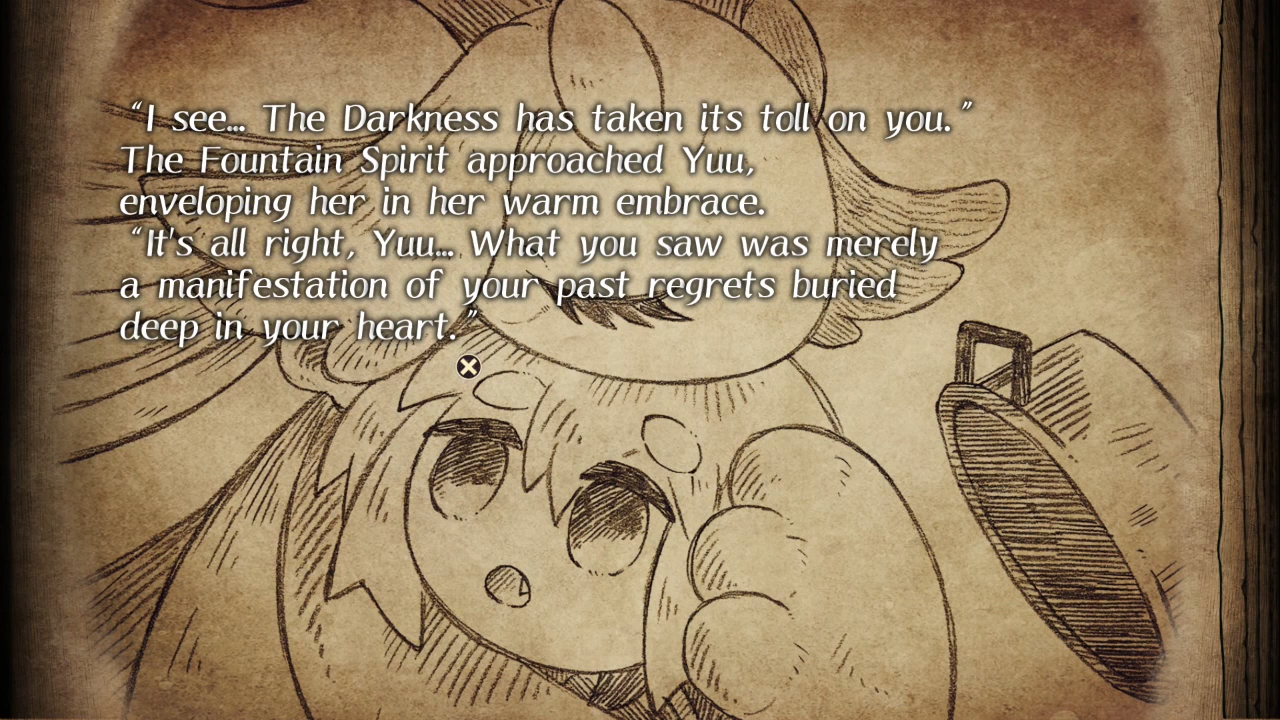 “I see... The Darkness has taken its toll on you.”
The Fountain Spirit approached Yuu,
enveloping her in her warm embrace.
“It's all right, Yuu... What you saw was merely
a manifestation of your past regrets buried
deep in your heart.”